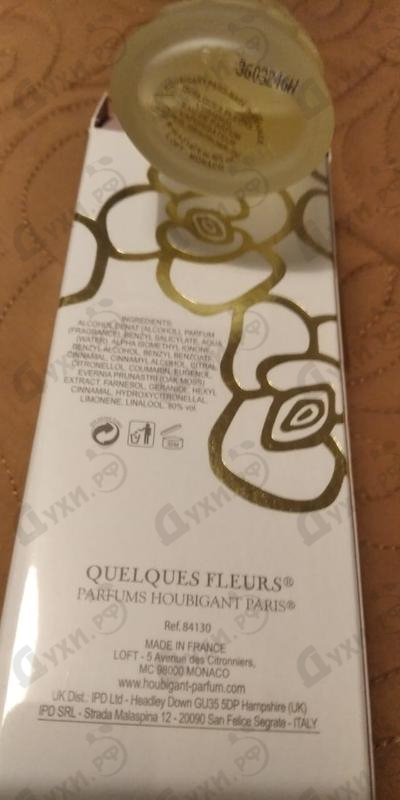 3603246H
LOFT - MONACO
INGREDIENTS:
ALCOHOL DENAT (ALCOHOL), PARFUM
(FRAGRANCE), BENZYL SALICYLATE, AQUA
(WATER), ALPHA ISOMETHYL IONONE,
BENZYL ALCOHOL, BENZYL BENZOATE,
CINNAMAL, CINNAMYL ALCOHOL, CITRAL,
CITRONELLOL, COUMARIN, EUGENOL,
EVERNIA PRUNASTRI (OAK MOSS)
EXTRACT, FARNESOL, GERANIOL, HEXYL
CINNAMAL, HYDROXYCITRONELLAL,
LIMONENE, LINALOOL. 80% vol.
QUELQUES FLEURS®
PARFUMS HOUBIGANT PARIS®
Ref. 84130
MADE IN FRANCE
LOFT - 5 Avenue des Citronniers,
MC 98000 MONACO
www.houbigant-parfum.com
UK Dist.: IPD Ltd - Headley Down GU35 5DP Hampshire (UK)
IPD SRL - Strada Malaspina 12 - 20090 San Felice Segrate - ITALY
Духи.рф